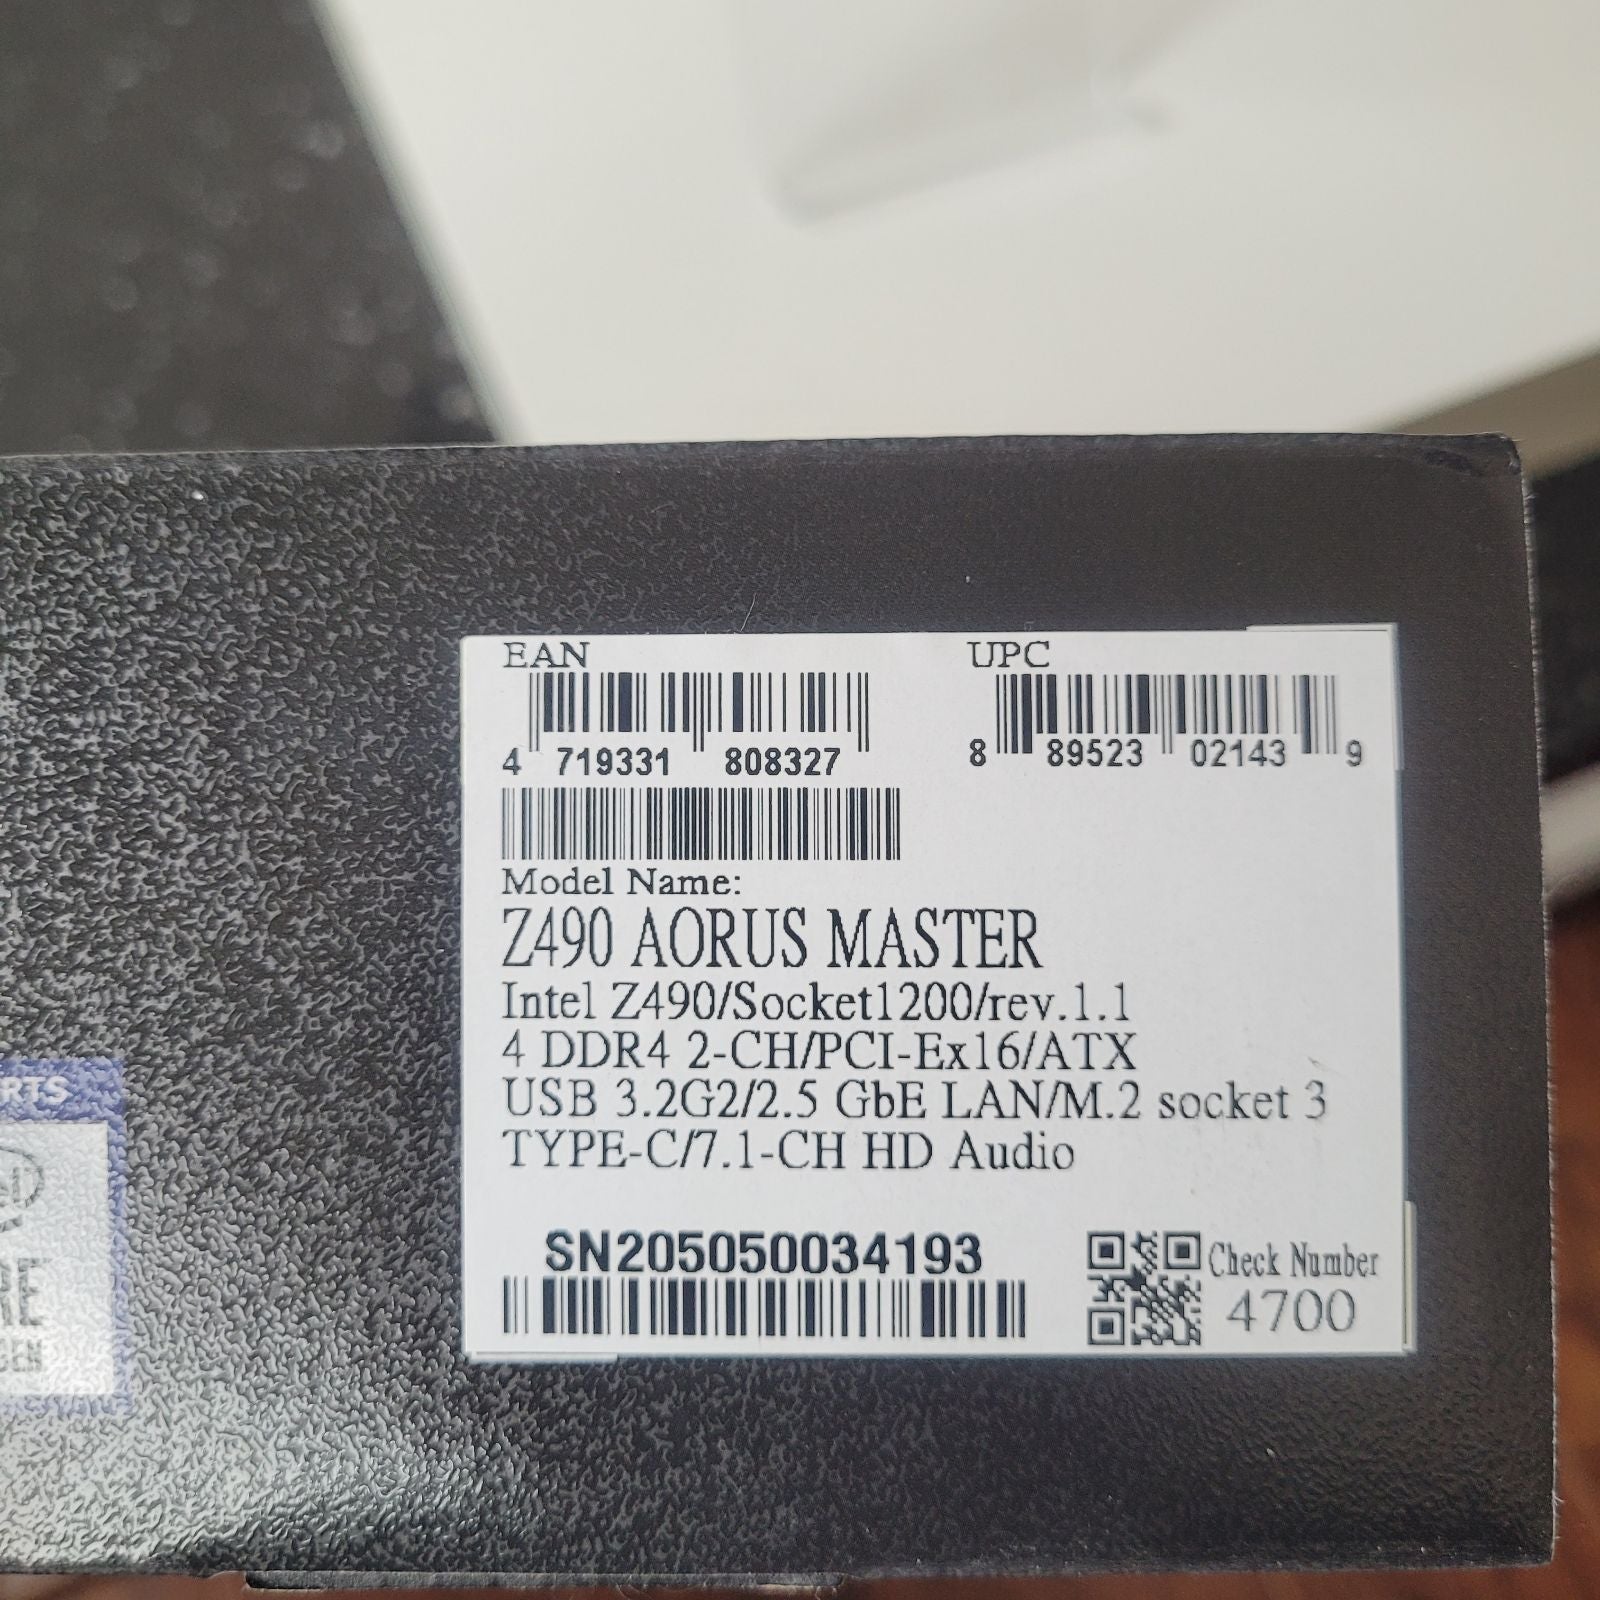 EAN
UPC
4 719331 808327
8 89523 02143 9
Model Name:
Z490 AORUS MASTER
Intel Z490/Socket1200/rev.1.1
4 DDR4 2-CH/PCI-Ex16/ATX
USB 3.2G2/2.5 GbE LAN/M.2 socket 3
TYPE-C/7.1-CH HD Audio
SN205050034193
Check Number
4700
RTS
RE